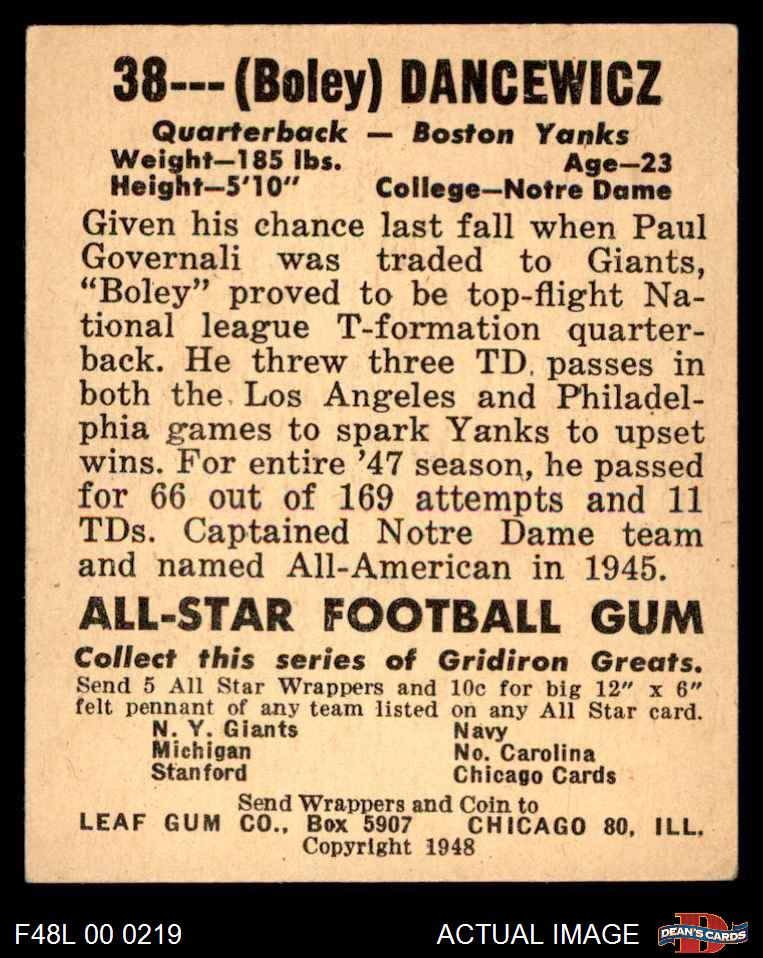 38---(Boley) DANCEWICZ
Quarterback — Boston Yanks
Weight—185 lbs. Age—23
Height—5'10" College—Notre Dame
Given his chance last fall when Paul
Governali was traded to Giants,
"Boley" proved to be top-flight Na-
tional league T-formation quarter-
back. He threw three TD. passes in
both the Los Angeles and Philadel-
phia games to spark Yanks to upset
wins. For entire '47 season, he passed
for 66 out of 169 attempts and 11
TDs. Captained Notre Dame team
and named All-American in 1945.
ALL-STAR FOOTBALL GUM
Collect this series of Gridiron Greats.
Send 5 All Star Wrappers and 10c for big 12" x 6"
felt pennant of any team listed on any All Star card.
N. Y. Giants Navy
Michigan No. Carolina
Stanford Chicago Cards
Send Wrappers and Coin to
LEAF GUM CO., Box 5907 CHICAGO 80, ILL.
Copyright 1948
F48L 00 0219 ACTUAL IMAGE D DEAN'S CARDS